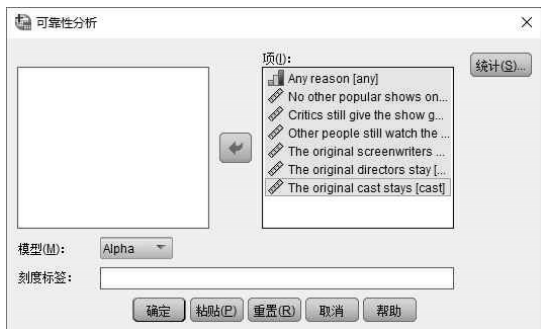 可靠性分析
项(I):
统计(S)...
Any reason [any]
No other popular shows on...
Critics still give the show g...
Other people still watch the ...
The original screenwriters ...
The original directors stay [...
The original cast stays [cast]
模型(M): Alpha
刻度标签:
确定 粘贴(P) 重置(R) 取消 帮助